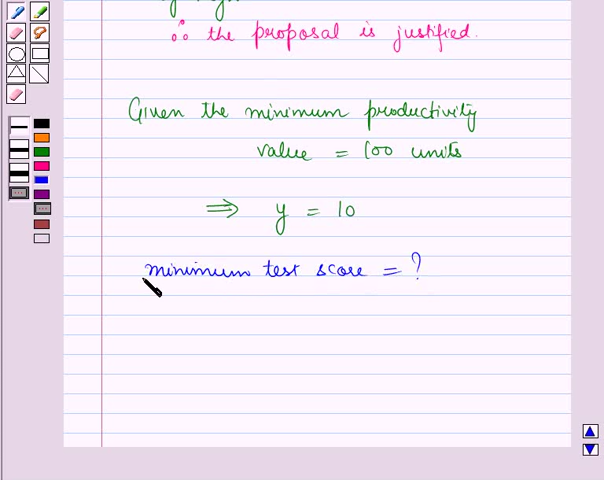 ∴ the proposal is justified.
Given the minimum productivity
value = 100 units
⇒ y = 10
minimum test score = ?